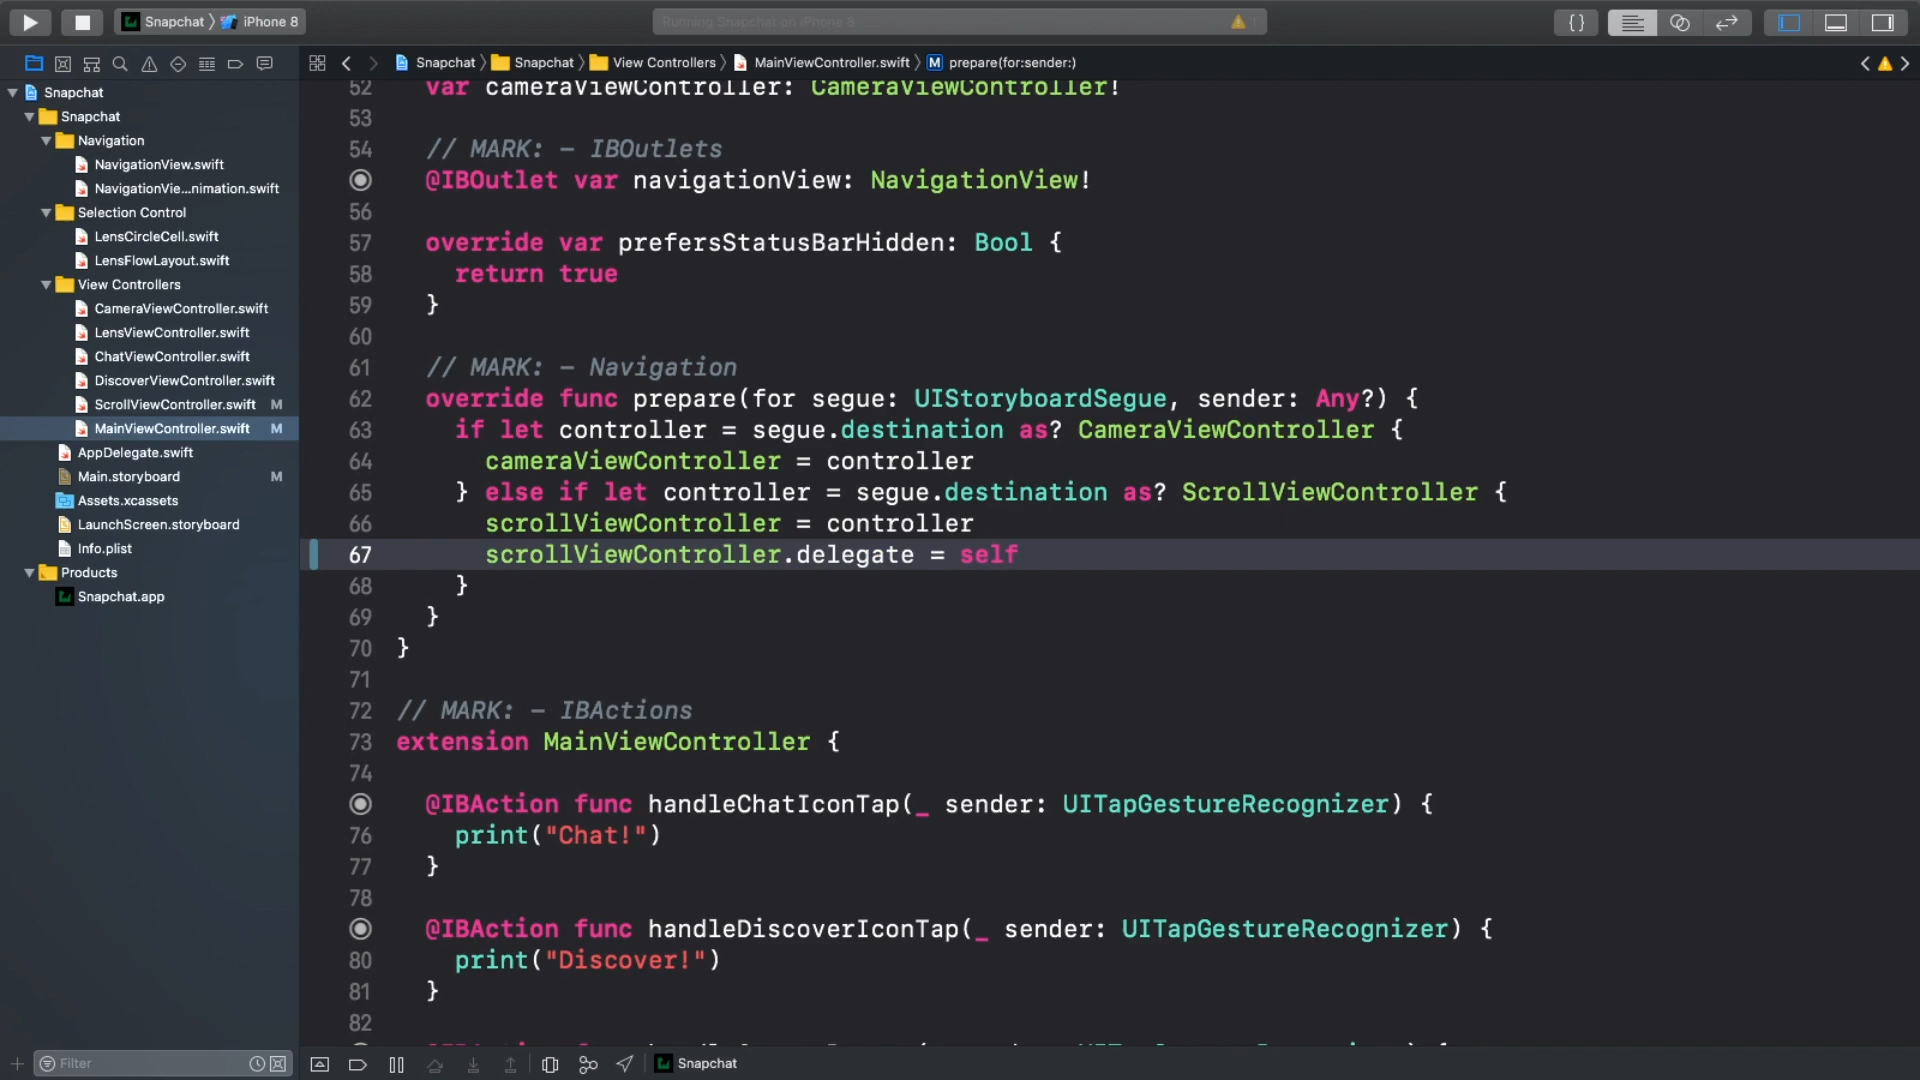 Snapchat 〉 iPhone 8
Running Snapchat on iPhone 8
1
{}
Snapchat 〉 Snapchat 〉 View Controllers 〉 MainViewController.swift 〉 M prepare(for:sender:)
Snapchat
Snapchat
Navigation
NavigationView.swift
NavigationVie...nimation.swift
Selection Control
LensCircleCell.swift
LensFlowLayout.swift
View Controllers
CameraViewController.swift
LensViewController.swift
ChatViewController.swift
DiscoverViewController.swift
ScrollViewController.swift M
MainViewController.swift M
AppDelegate.swift
Main.storyboard M
Assets.xcassets
LaunchScreen.storyboard
Info.plist
Products
Snapchat.app
Filter
52 var cameraViewController: CameraViewController!
53
54 // MARK: - IBOutlets
@IBOutlet var navigationView: NavigationView!
56
57 override var prefersStatusBarHidden: Bool {
58 return true
59 }
60
61 // MARK: - Navigation
62 override func prepare(for segue: UIStoryboardSegue, sender: Any?) {
63 if let controller = segue.destination as? CameraViewController {
64 cameraViewController = controller
65 } else if let controller = segue.destination as? ScrollViewController {
66 scrollViewController = controller
67 scrollViewController.delegate = self
68 }
69 }
70 }
71
72 // MARK: - IBActions
73 extension MainViewController {
74
@IBAction func handleChatIconTap(_ sender: UITapGestureRecognizer) {
76 print("Chat!")
77 }
78
@IBAction func handleDiscoverIconTap(_ sender: UITapGestureRecognizer) {
80 print("Discover!")
81 }
82
Snapchat